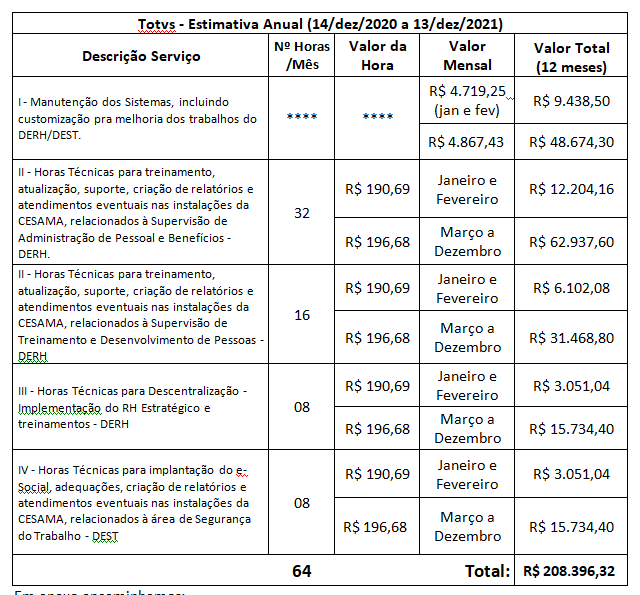 Totvs - Estimativa Anual (14/dez/2020 a 13/dez/2021)
Descrição Serviço
Nº Horas
/Mês
Valor da
Hora
Valor
Mensal
Valor Total
(12 meses)
I - Manutenção dos Sistemas, incluindo
customização pra melhoria dos trabalhos do
DERH/DEST.
****
****
R$ 4.719,25
(jan e fev)
R$ 9.438,50
R$ 4.867,43
R$ 48.674,30
II - Horas Técnicas para treinamento,
atualização, suporte, criação de relatórios e
atendimentos eventuais nas instalações da
CESAMA, relacionados à Supervisão de
Administração de Pessoal e Benefícios -
DERH.
32
R$ 190,69
Janeiro e
Fevereiro
R$ 12.204,16
R$ 196,68
Março a
Dezembro
R$ 62.937,60
II - Horas Técnicas para treinamento,
atualização, suporte, criação de relatórios e
atendimentos eventuais nas instalações da
CESAMA, relacionados à Supervisão de
Treinamento e Desenvolvimento de Pessoas -
DERH
16
R$ 190,69
Janeiro e
Fevereiro
R$ 6.102,08
R$ 196,68
Março a
Dezembro
R$ 31.468,80
III - Horas Técnicas para Descentralização -
Implementação do RH Estratégico e
treinamentos - DERH
08
R$ 190,69
Janeiro e
Fevereiro
R$ 3.051,04
R$ 196,68
Março a
Dezembro
R$ 15.734,40
IV - Horas Técnicas para implantação do e-
Social, adequações, criação de relatórios e
atendimentos eventuais nas instalações da
CESAMA, relacionados à área de Segurança
do Trabalho - DEST
08
R$ 190,69
Janeiro e
Fevereiro
R$ 3.051,04
R$ 196,68
Março a
Dezembro
R$ 15.734,40
64
Total:
R$ 208.396,32